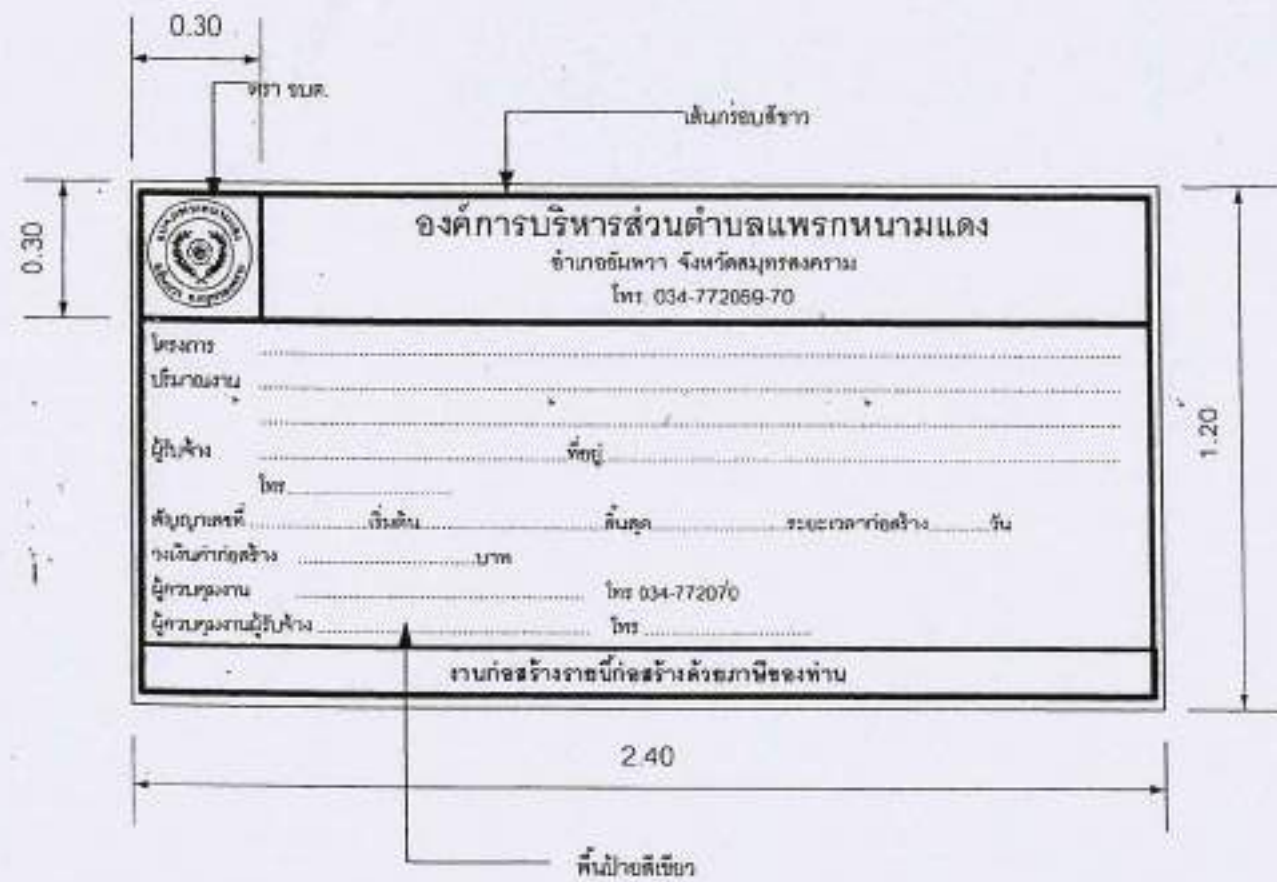 0.30
ตรา อบต.
เส้นกรอบสีขาว
0.30
องค์การบริหารส่วนตำบลแพรกหนามแดง
อำเภออัมพวา จังหวัดสมุทรสงคราม
โทร. 034-772059-70
โครงการ
ปริมาณงาน
ผู้รับจ้าง ที่อยู่
โทร
สัญญาเลขที่ เริ่มต้น สิ้นสุด ระยะเวลาก่อสร้าง วัน
วงเงินค่าก่อสร้าง บาท
ผู้ควบคุมงาน โทร 034-772070
ผู้ควบคุมงานผู้รับจ้าง โทร
งานก่อสร้างรายนี้ก่อสร้างด้วยภาษีของท่าน
1.20
2.40
พื้นป้ายสีเขียว